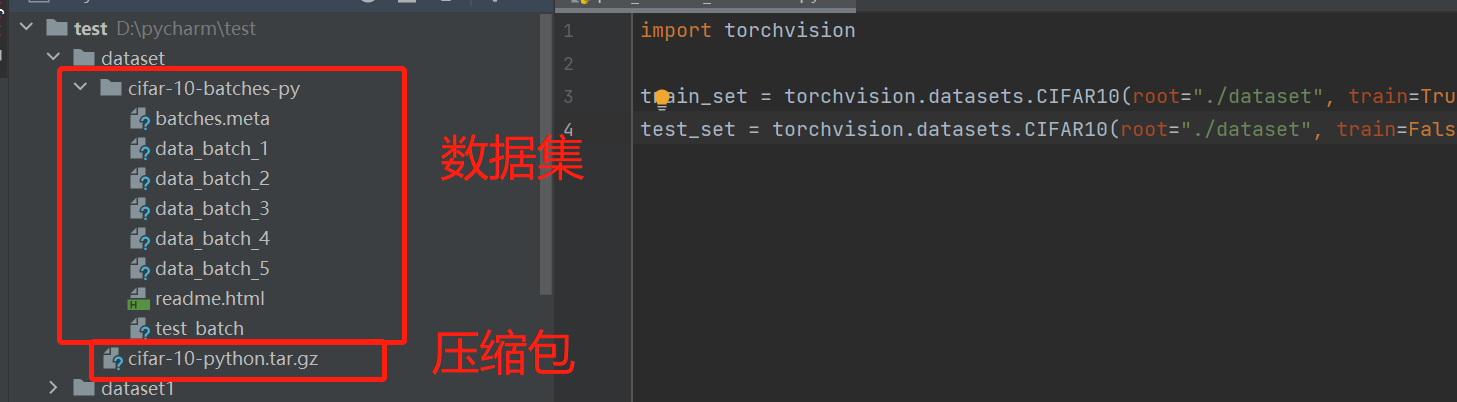 test D:\pycharm\test
dataset
cifar-10-batches-py
batches.meta
data_batch_1
data_batch_2
data_batch_3
data_batch_4
data_batch_5
readme.html
test_batch
cifar-10-python.tar.gz
dataset1
数据集
压缩包
1 import torchvision
2
3 train_set = torchvision.datasets.CIFAR10(root="./dataset", train=Tru
4 test_set = torchvision.datasets.CIFAR10(root="./dataset", train=Fals